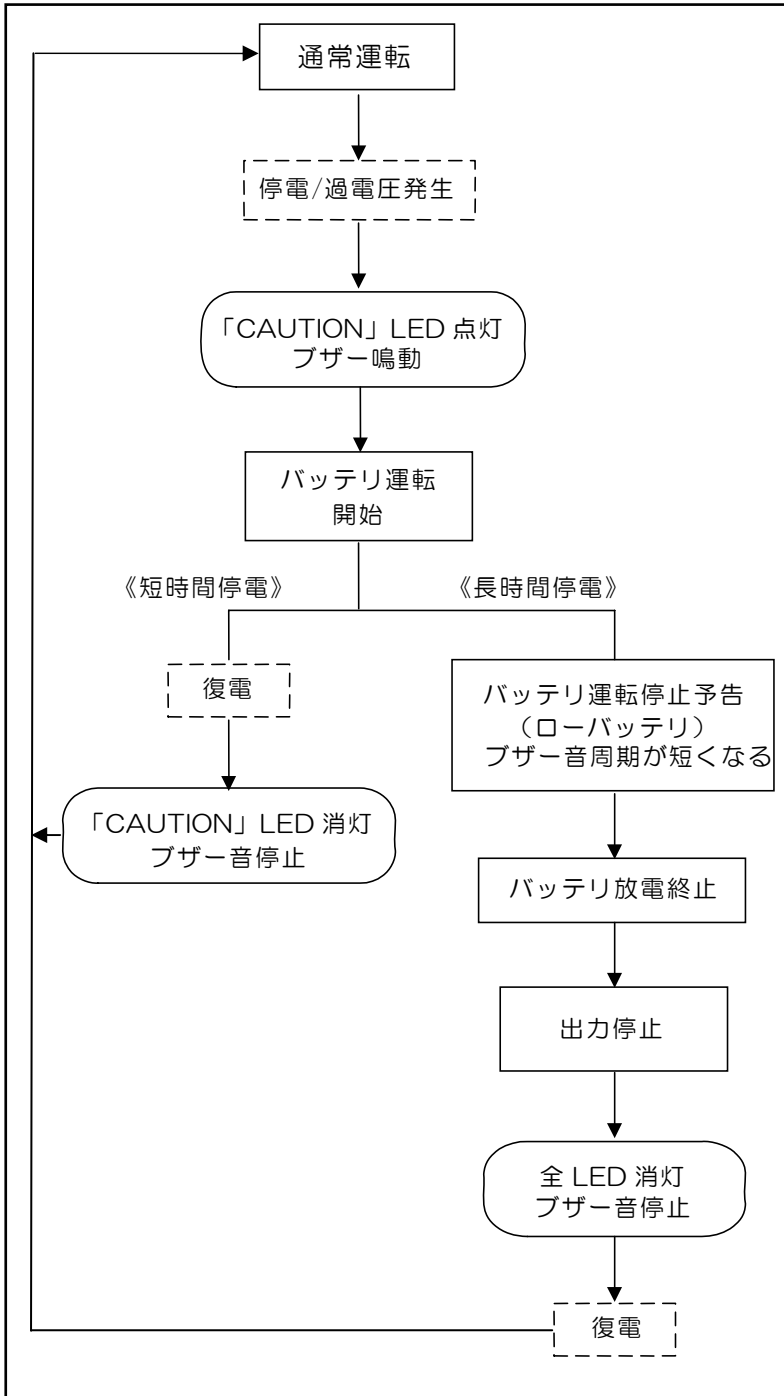 通常運転
停電/過電圧発生
「CAUTION」LED 点灯
ブザー鳴動
バッテリ運転
開始
《短時間停電》
《長時間停電》
復電
「CAUTION」LED 消灯
ブザー音停止
バッテリ運転停止予告
（ローバッテリ）
ブザー音周期が短くなる
バッテリ放電終止
出力停止
全 LED 消灯
ブザー音停止
復電